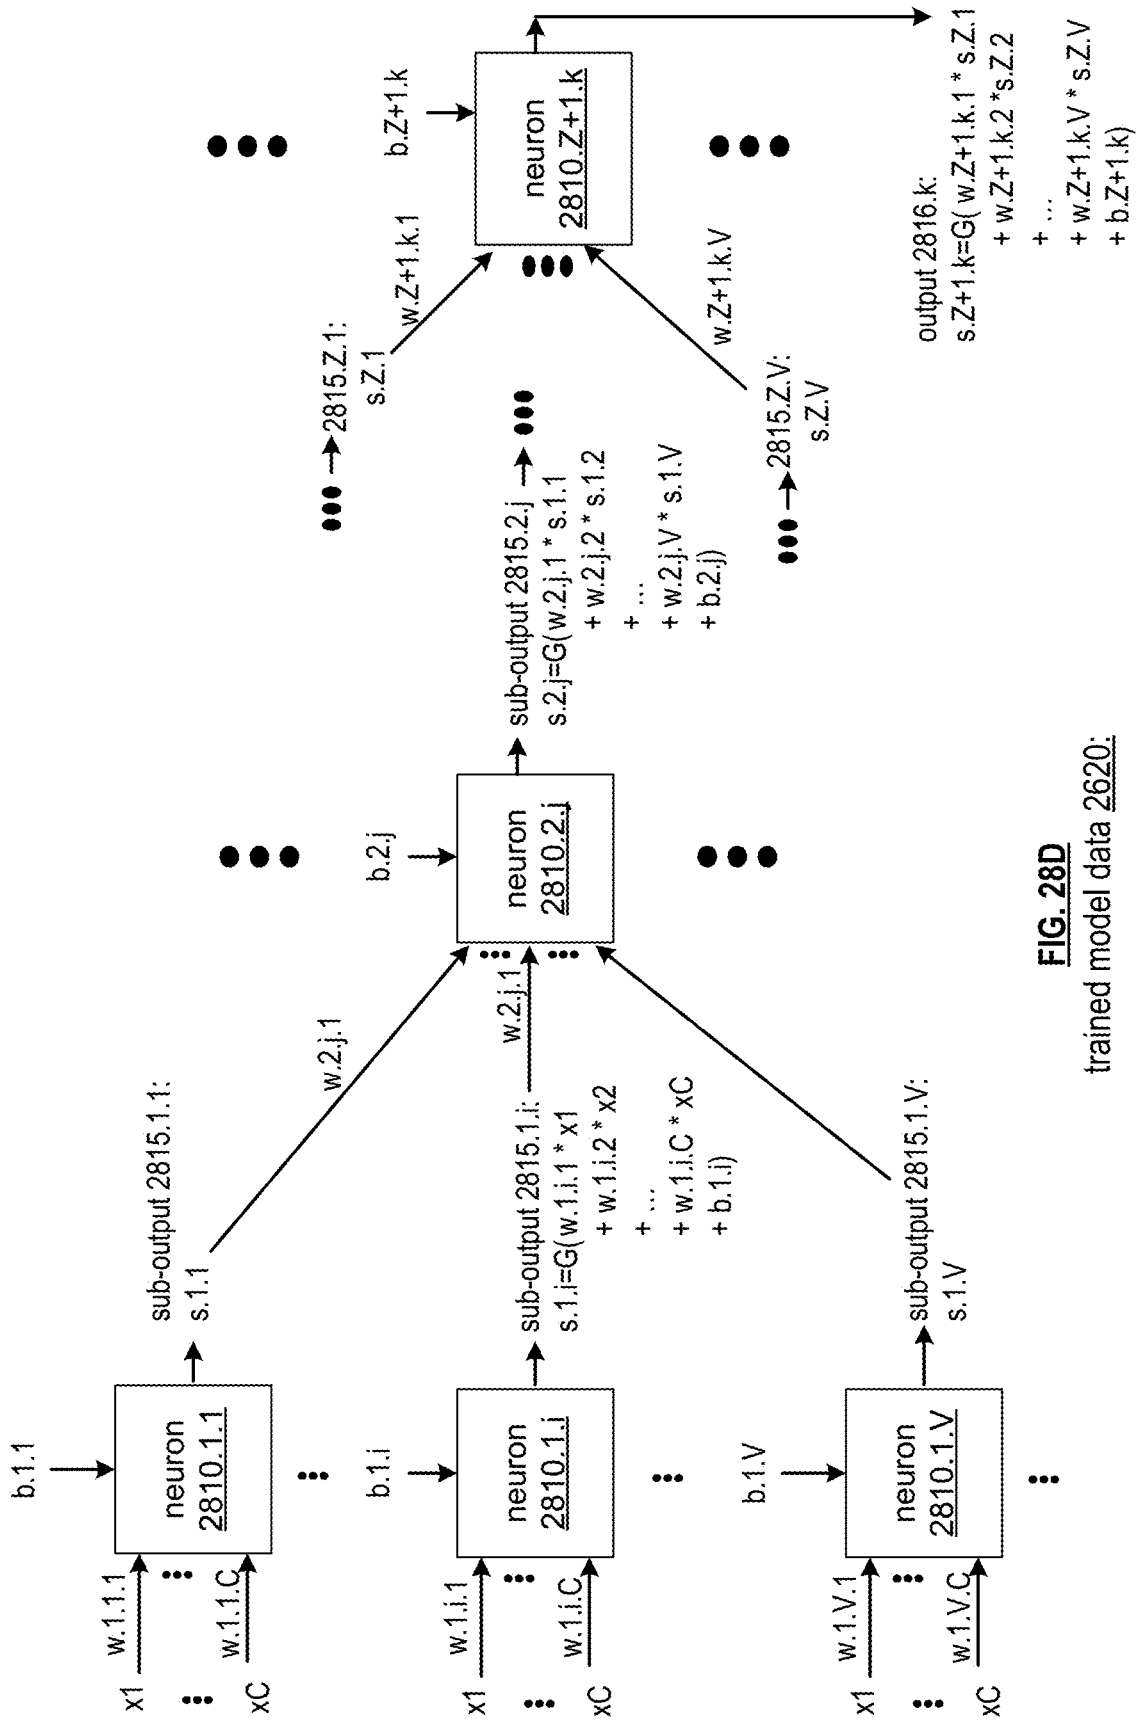 b.1.1
x1
w.1.1.1
neuron
2810.1.1
xC
w.1.1.C
sub-output 2815.1.1:
s.1.1
w.2.j.1
b.1.i
x1
w.1.i.1
neuron
2810.1.i
xC
w.1.i.C
sub-output 2815.1.i:
s.1.i=G(w.1.i.1 * x1
+ w.1.i.2 * x2
+ ...
+ w.1.i.C * xC
+ b.1.i)
w.2.j.1
b.1.V
x1
w.1.V.1
neuron
2810.1.V
xC
w.1.V.C
sub-output 2815.1.V:
s.1.V
b.2.j
neuron
2810.2.j
sub-output 2815.2.j
s.2.j=G(w.2.j.1 * s.1.1
+ w.2.j.2 * s.1.2
+ ...
+ w.2.j.V * s.1.V
+ b.2.j)
2815.Z.1:
s.Z.1
w.Z+1.k.1
2815.Z.V:
s.Z.V
w.Z+1.k.V
b.Z+1.k
neuron
2810.Z+1.k
output 2816.k:
s.Z+1.k=G( w.Z+1.k.1 * s.Z.1
+ w.Z+1.k.2 *s.Z.2
+ ...
+ w.Z+1.k.V * s.Z.V
+ b.Z+1.k)
FIG. 28D
trained model data 2620: